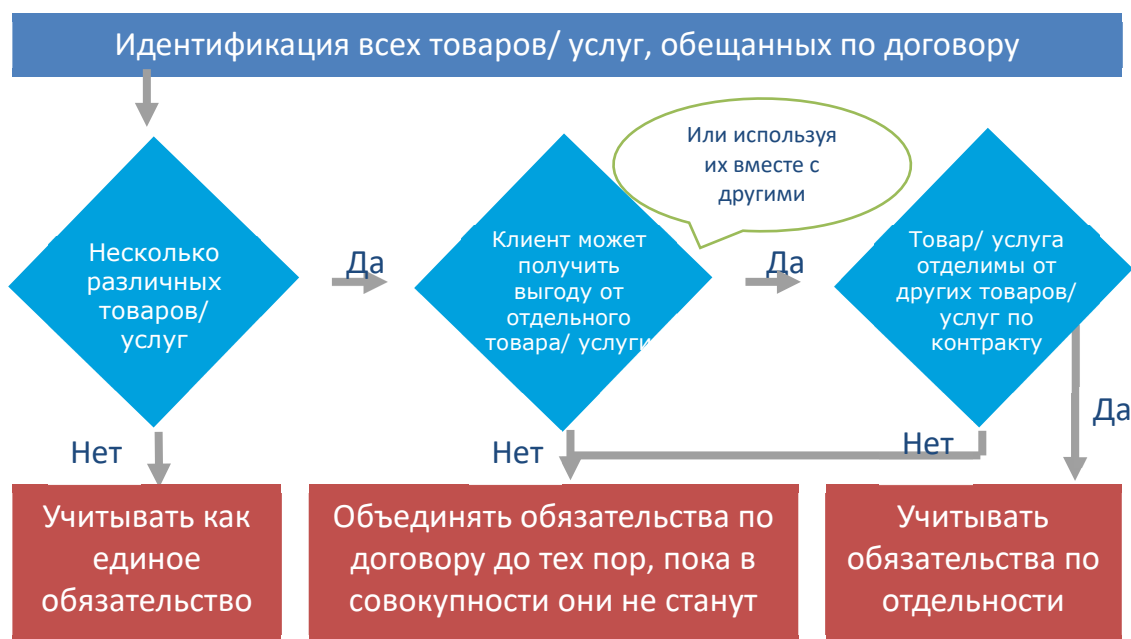 Идентификация всех товаров/ услуг, обещанных по договору
Или используя
их вместе с
другими
Несколько
различных
товаров/
услуг
Да
Клиент может
получить
выгоду от
отдельного
товара/ услуги
Да
Товар/ услуга
отделимы от
других товаров/
услуг по
контракту
Да
Нет
Нет
Нет
Учитывать как
единое
обязательство
Объединять обязательства по
договору до тех пор, пока в
совокупности они не станут
Учитывать
обязательства по
отдельности